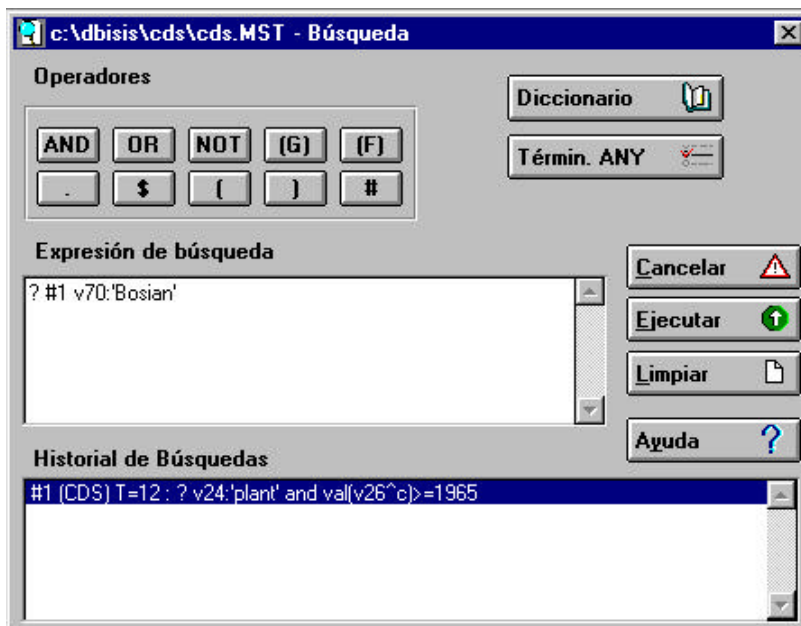 c:\dbisis\cds\cds.MST - Búsqueda
Operadores
AND OR NOT (G) (F)
. $ ( ) #
Diccionario
Términ. ANY
Expresión de búsqueda
? #1 v70:'Bosian'
Cancelar
Ejecutar
Limpiar
Ayuda
Historial de Búsquedas
#1 (CDS) T=12 : ? v24:'plant' and val(v26^c)>=1965